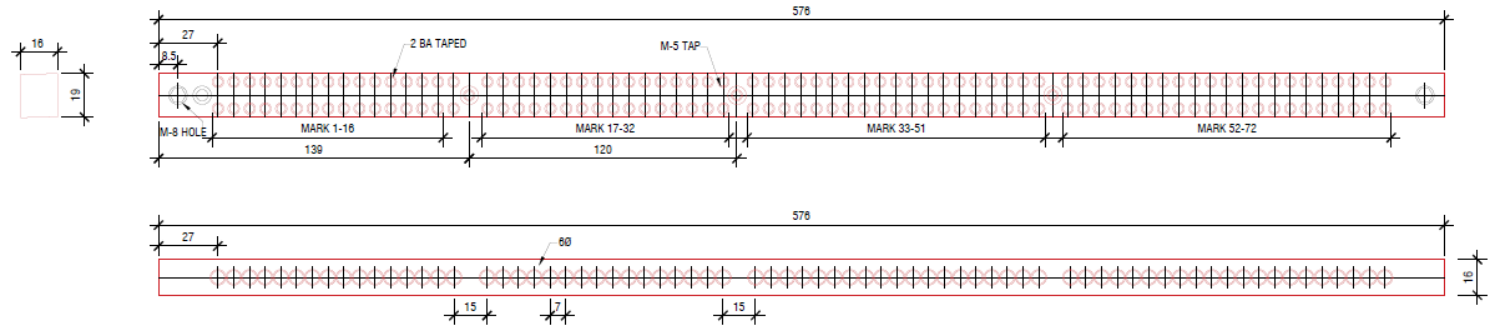 576
16
27
2 BA TAPED
M-5 TAP
8.5
19
M-8 HOLE
MARK 1-16
MARK 17-32
MARK 33-51
MARK 52-72
139
120
576
27
6Ø
16
15
7
15